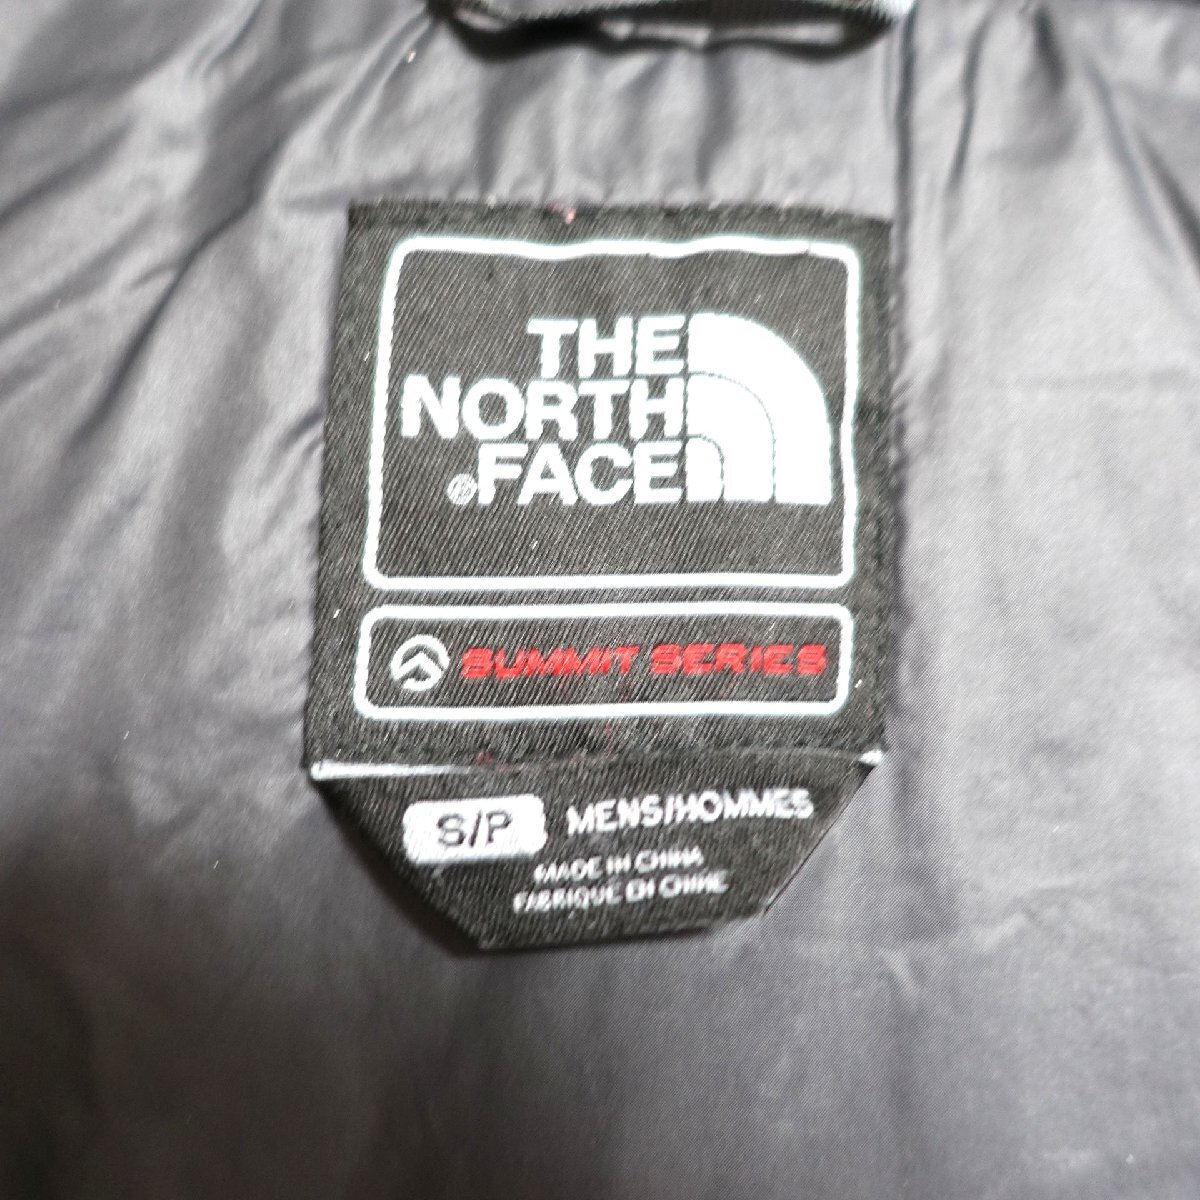 THE
NORTH
®FACE
SUMMIT SERIES
S/P MENS/HOMMES
MADE IN CHINA
FABRIQUE EN CHINE